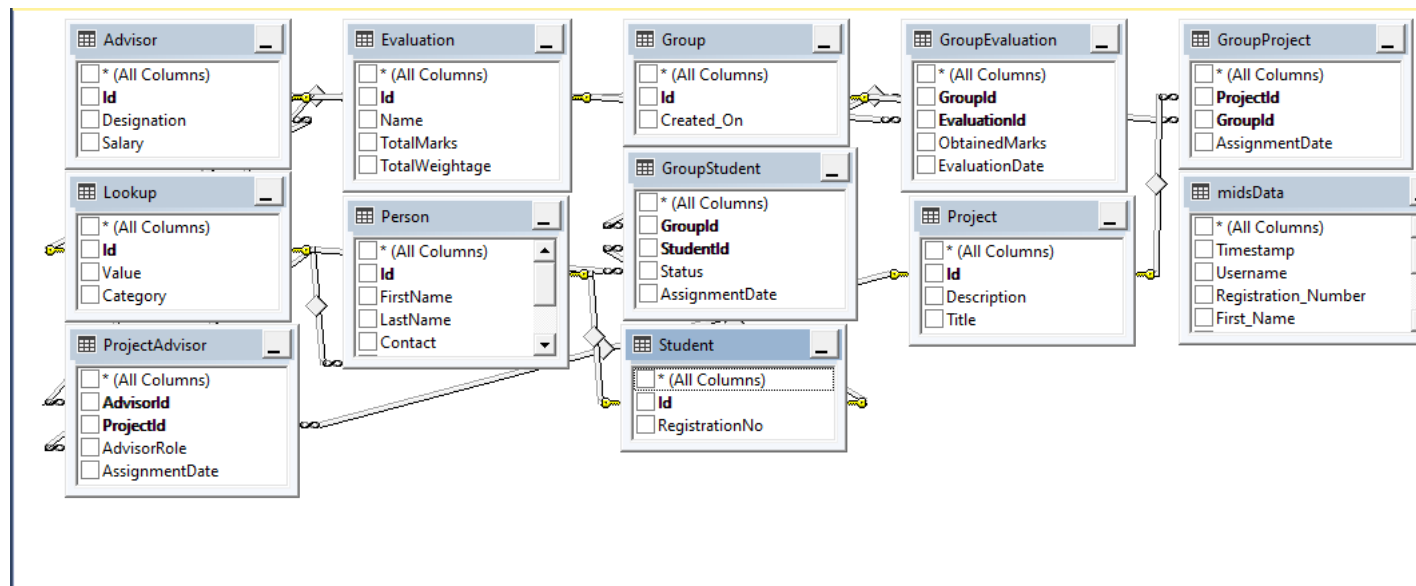 Advisor
* (All Columns)
Id
Designation
Salary
Evaluation
* (All Columns)
Id
Name
TotalMarks
TotalWeightage
Group
* (All Columns)
Id
Created_On
GroupEvaluation
* (All Columns)
GroupId
EvaluationId
ObtainedMarks
EvaluationDate
GroupProject
* (All Columns)
ProjectId
GroupId
AssignmentDate
Lookup
* (All Columns)
Id
Value
Category
Person
* (All Columns)
Id
FirstName
LastName
Contact
GroupStudent
* (All Columns)
GroupId
StudentId
Status
AssignmentDate
Project
* (All Columns)
Id
Description
Title
midsData
* (All Columns)
Timestamp
Username
Registration_Number
First_Name
ProjectAdvisor
* (All Columns)
AdvisorId
ProjectId
AdvisorRole
AssignmentDate
Student
* (All Columns)
Id
RegistrationNo